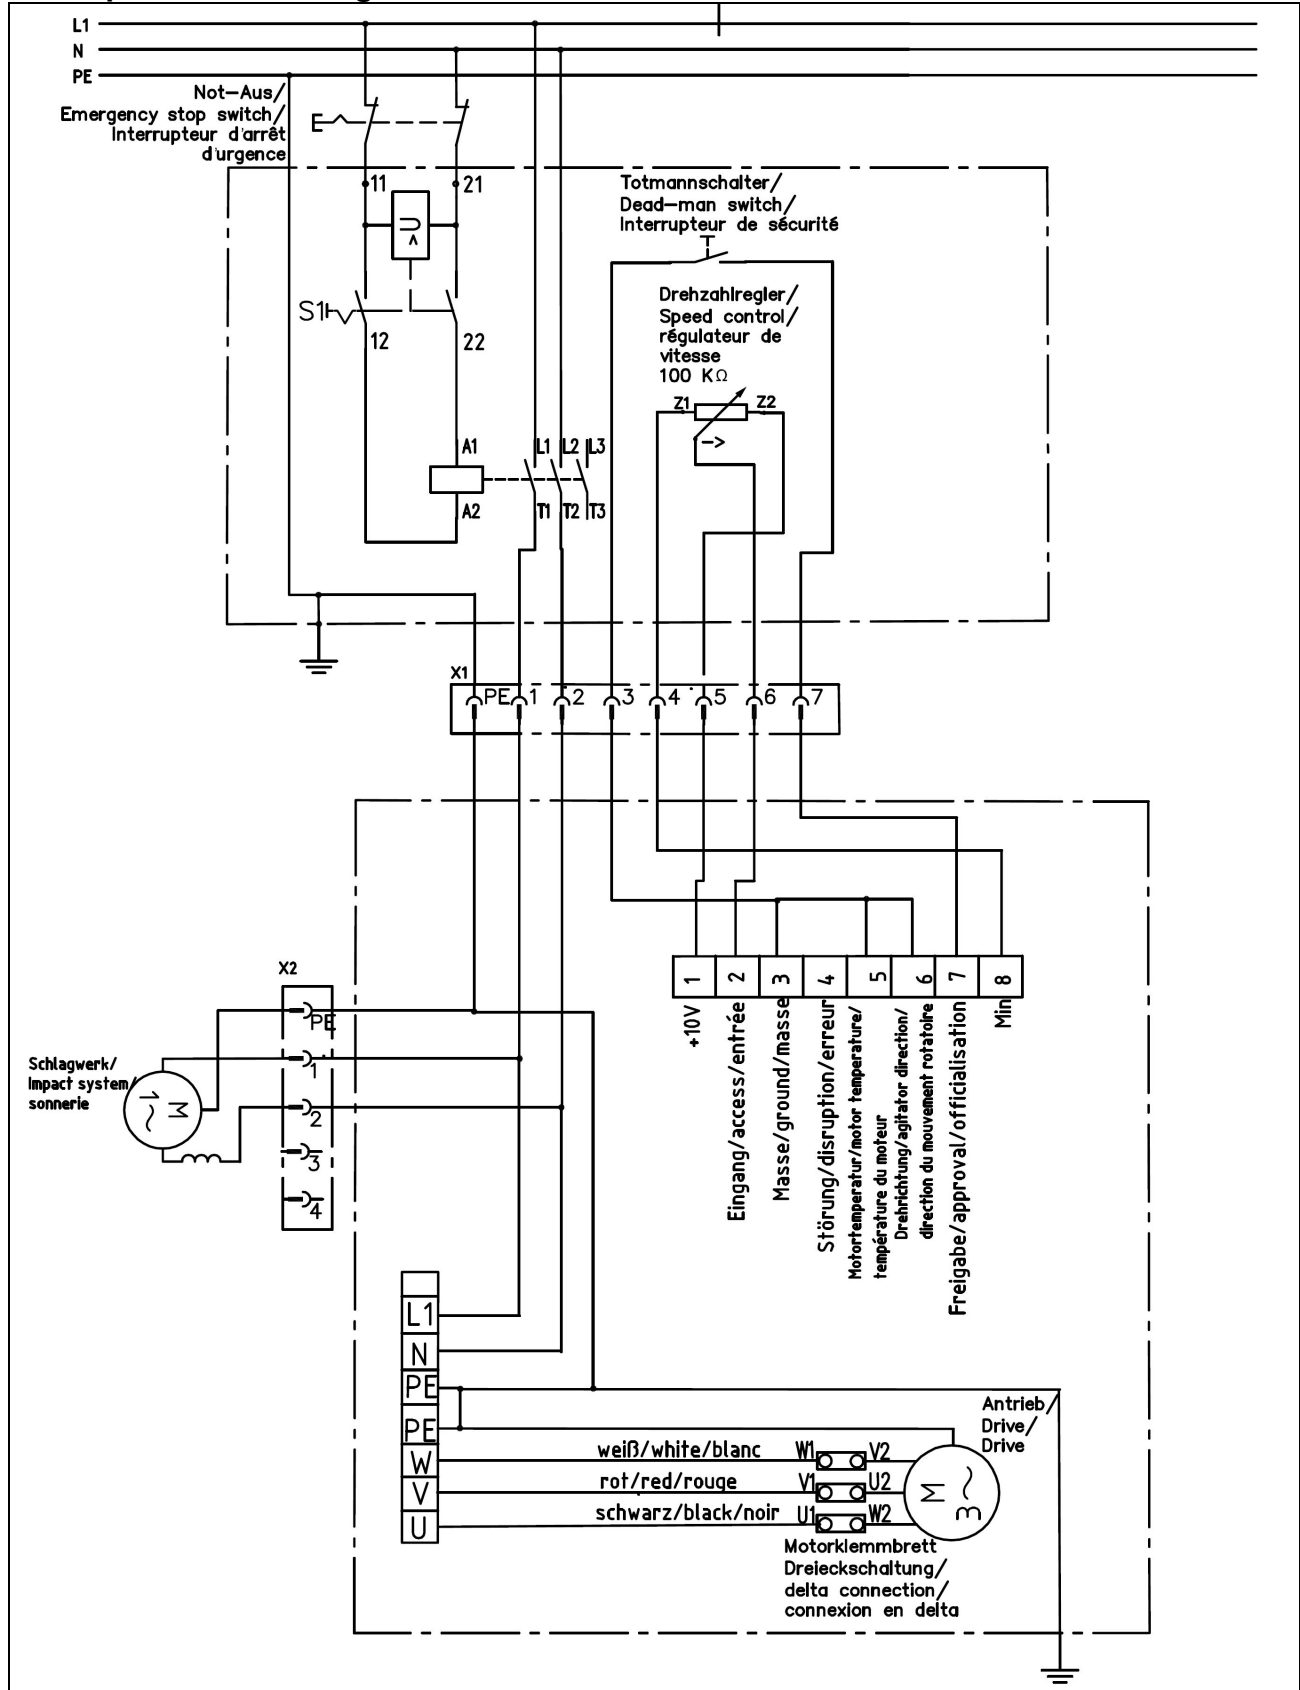 L1
N
PE
Not-Aus/
Emergency stop switch/
Interrupteur d'arrêt
d'urgence
E
11
21
Totmannschalter/
Dead-man switch/
Interrupteur de sécurité
U
<
S1
12
22
Drehzahlregler/
Speed control/
régulateur de
vitesse
100 KΩ
Z1
Z2
->
A1
L1
L2
L3
A2
T1
T2
T3
X1
PE
1
2
3
4
5
6
7
X2
PE
1
2
3
4
Schlagwerk/
Impact system/
sonnerie
M
1~
1
2
3
4
5
6
7
8
+10V
Eingang/access/entrée
Masse/ground/masse
Störung/disruption/erreur
Motortemperatur/motor temperature/
température du moteur
Drehrichtung/agitator direction/
direction du mouvement rotatoire
Freigabe/approval/officialisation
Min
L1
N
PE
PE
W
V
U
weiß/white/blanc
W1
V2
rot/red/rouge
V1
U2
schwarz/black/noir
U1
W2
Antrieb/
Drive/
Drive
M
3~
Motorklemmbrett
Dreieckschaltung/
delta connection/
connexion en delta